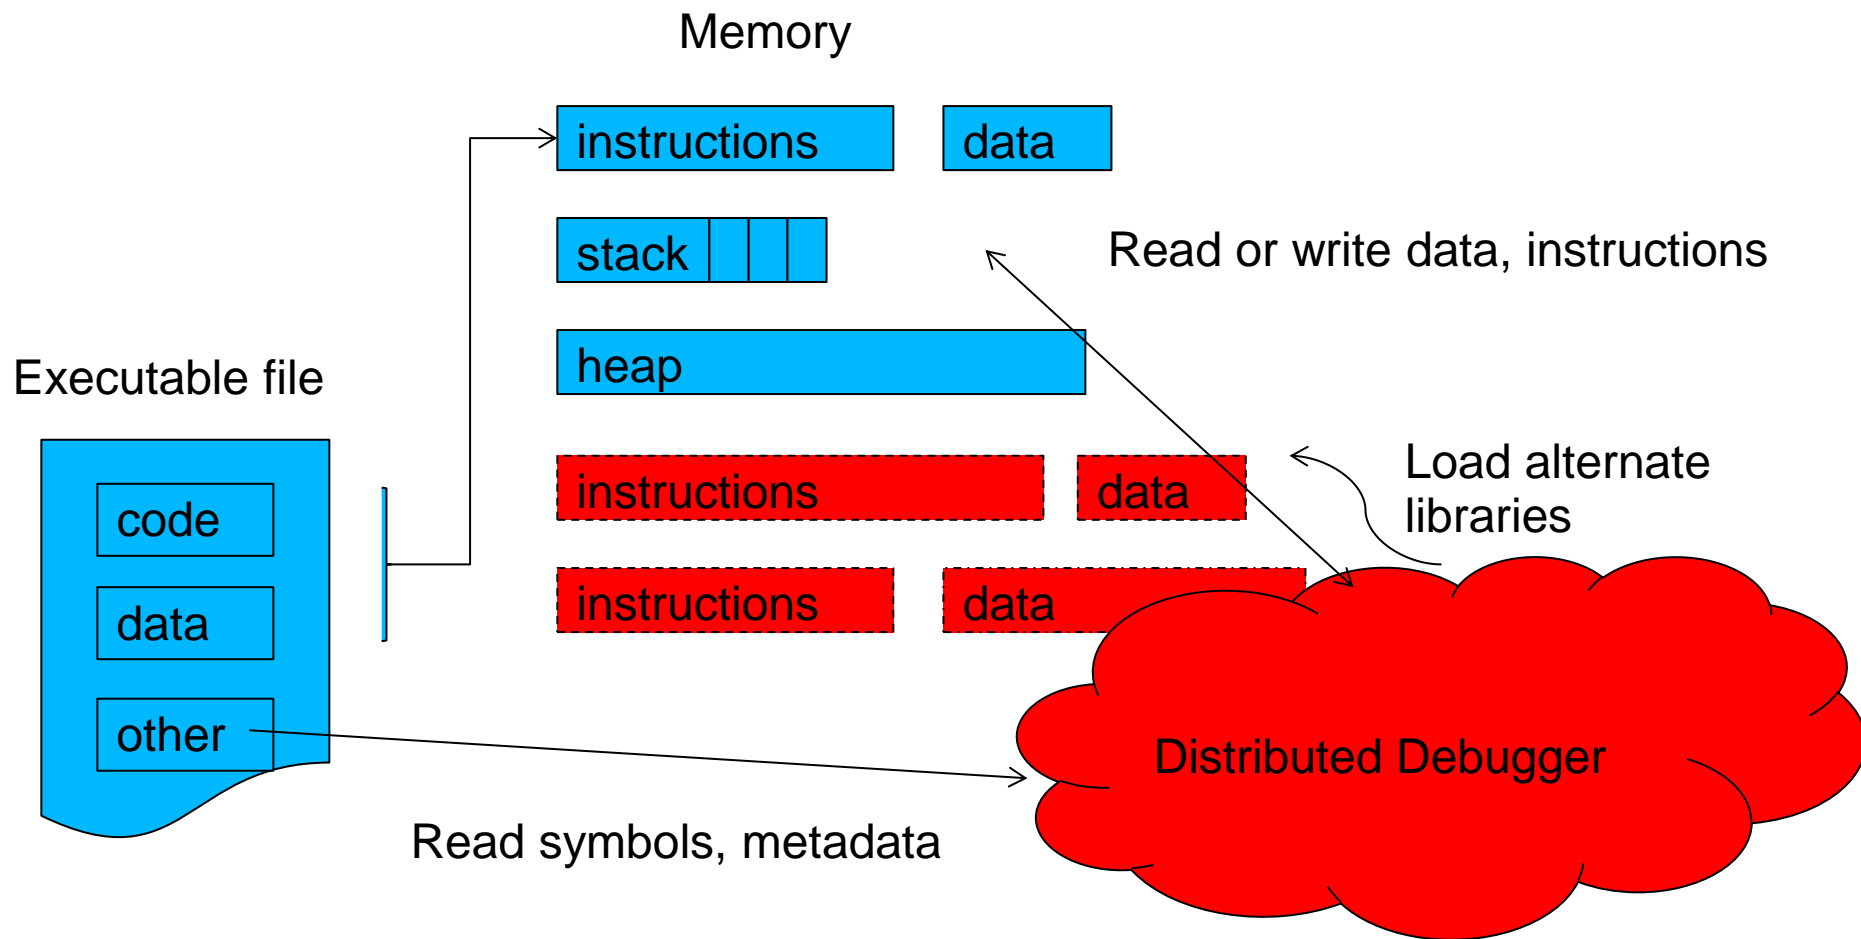 Memory
instructions
data
stack
Read or write data, instructions
heap
Executable file
instructions
data
Load alternate
libraries
code
instructions
data
data
other
Distributed Debugger
Read symbols, metadata